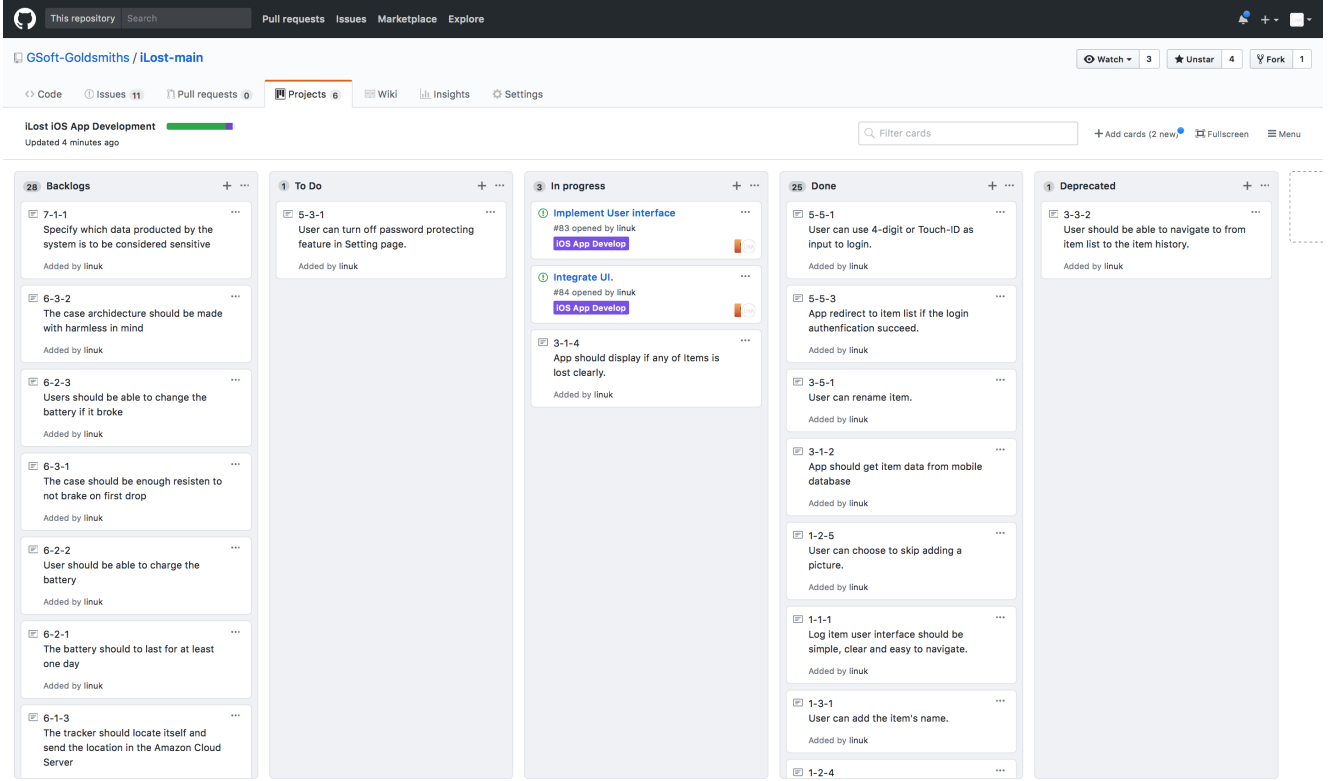 This repository Search Pull requests Issues Marketplace Explore
GSoft-Goldsmiths / iLost-main
Watch 3 Unstar 4 Fork 1
Code Issues 11 Pull requests 0 Projects 6 Wiki Insights Settings
iLost iOS App Development
Updated 4 minutes ago
Filter cards
Add cards (2 new) Fullscreen Menu
28 Backlogs
7-1-1
Specify which data producted by the
system is to be considered sensitive
Added by linuk
6-3-2
The case archidecture should be made
with harmless in mind
Added by linuk
6-2-3
Users should be able to change the
battery if it broke
Added by linuk
6-3-1
The case should be enough resisten to
not brake on first drop
Added by linuk
6-2-2
User should be able to charge the
battery
Added by linuk
6-2-1
The battery should to last for at least
one day
Added by linuk
6-1-3
The tracker should locate itself and
send the location in the Amazon Cloud
Server
1 To Do
5-3-1
User can turn off password protecting
feature in Setting page.
Added by linuk
3 In progress
Implement User interface
#83 opened by linuk
iOS App Develop
Integrate UI.
#84 opened by linuk
iOS App Develop
3-1-4
App should display if any of Items is
lost clearly.
Added by linuk
25 Done
5-5-1
User can use 4-digit or Touch-ID as
input to login.
Added by linuk
5-5-3
App redirect to item list if the login
authenfication succeed.
Added by linuk
3-5-1
User can rename item.
Added by linuk
3-1-2
App should get item data from mobile
database
Added by linuk
1-2-5
User can choose to skip adding a
picture.
Added by linuk
1-1-1
Log item user interface should be
simple, clear and easy to navigate.
Added by linuk
1-3-1
User can add the item's name.
Added by linuk
1-2-4
1 Deprecated
3-3-2
User should be able to navigate to from
item list to the item history.
Added by linuk